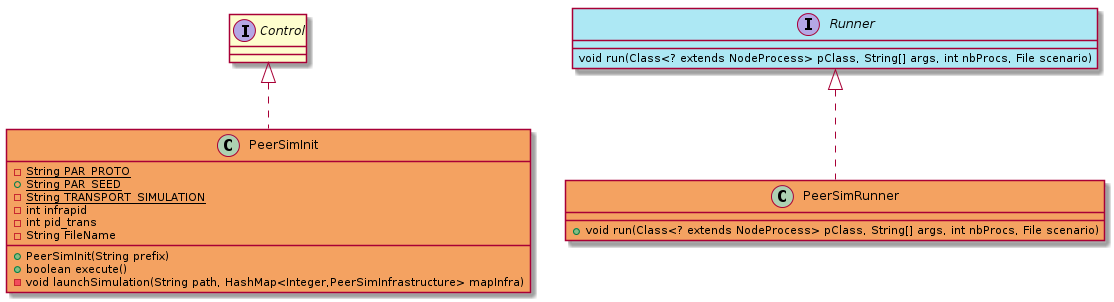 I Control
C PeerSimInit
String PAR_PROTO
String PAR_SEED
String TRANSPORT_SIMULATION
int infrapid
int pid_trans
String FileName
PeerSimInit(String prefix)
boolean execute()
void launchSimulation(String path, HashMap<Integer,PeerSimInfrastructure> mapInfra)
I Runner
void run(Class<? extends NodeProcess> pClass, String[] args, int nbProcs, File scenario)
C PeerSimRunner
void run(Class<? extends NodeProcess> pClass, String[] args, int nbProcs, File scenario)